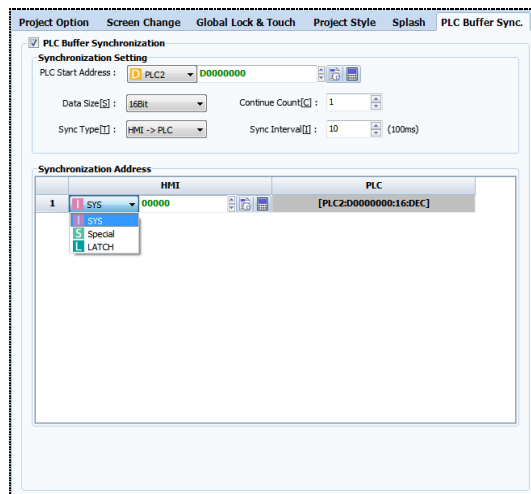 Project Option Screen Change Global Lock & Touch Project Style Splash PLC Buffer Sync.
PLC Buffer Synchronization
Synchronization Setting
PLC Start Address : D PLC2 D0000000
Data Size[S] : 16Bit Continue Count[C] : 1
Sync Type[T] : HMI -> PLC Sync Interval[I] : 10 (100ms)
Synchronization Address
HMI PLC
1 I SYS 00000 [PLC2:D0000000:16:DEC]
I SYS
S Special
L LATCH